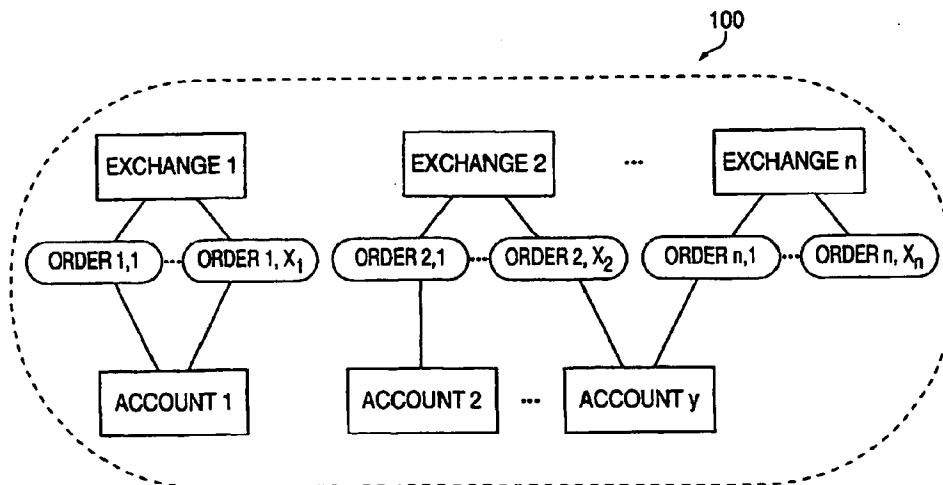 100
EXCHANGE 1 EXCHANGE 2 ... EXCHANGE n
ORDER 1,1 ... ORDER 1, X₁ ORDER 2,1 ... ORDER 2, X₂ ORDER n,1 ... ORDER n, Xₙ
ACCOUNT 1 ACCOUNT 2 ... ACCOUNT y